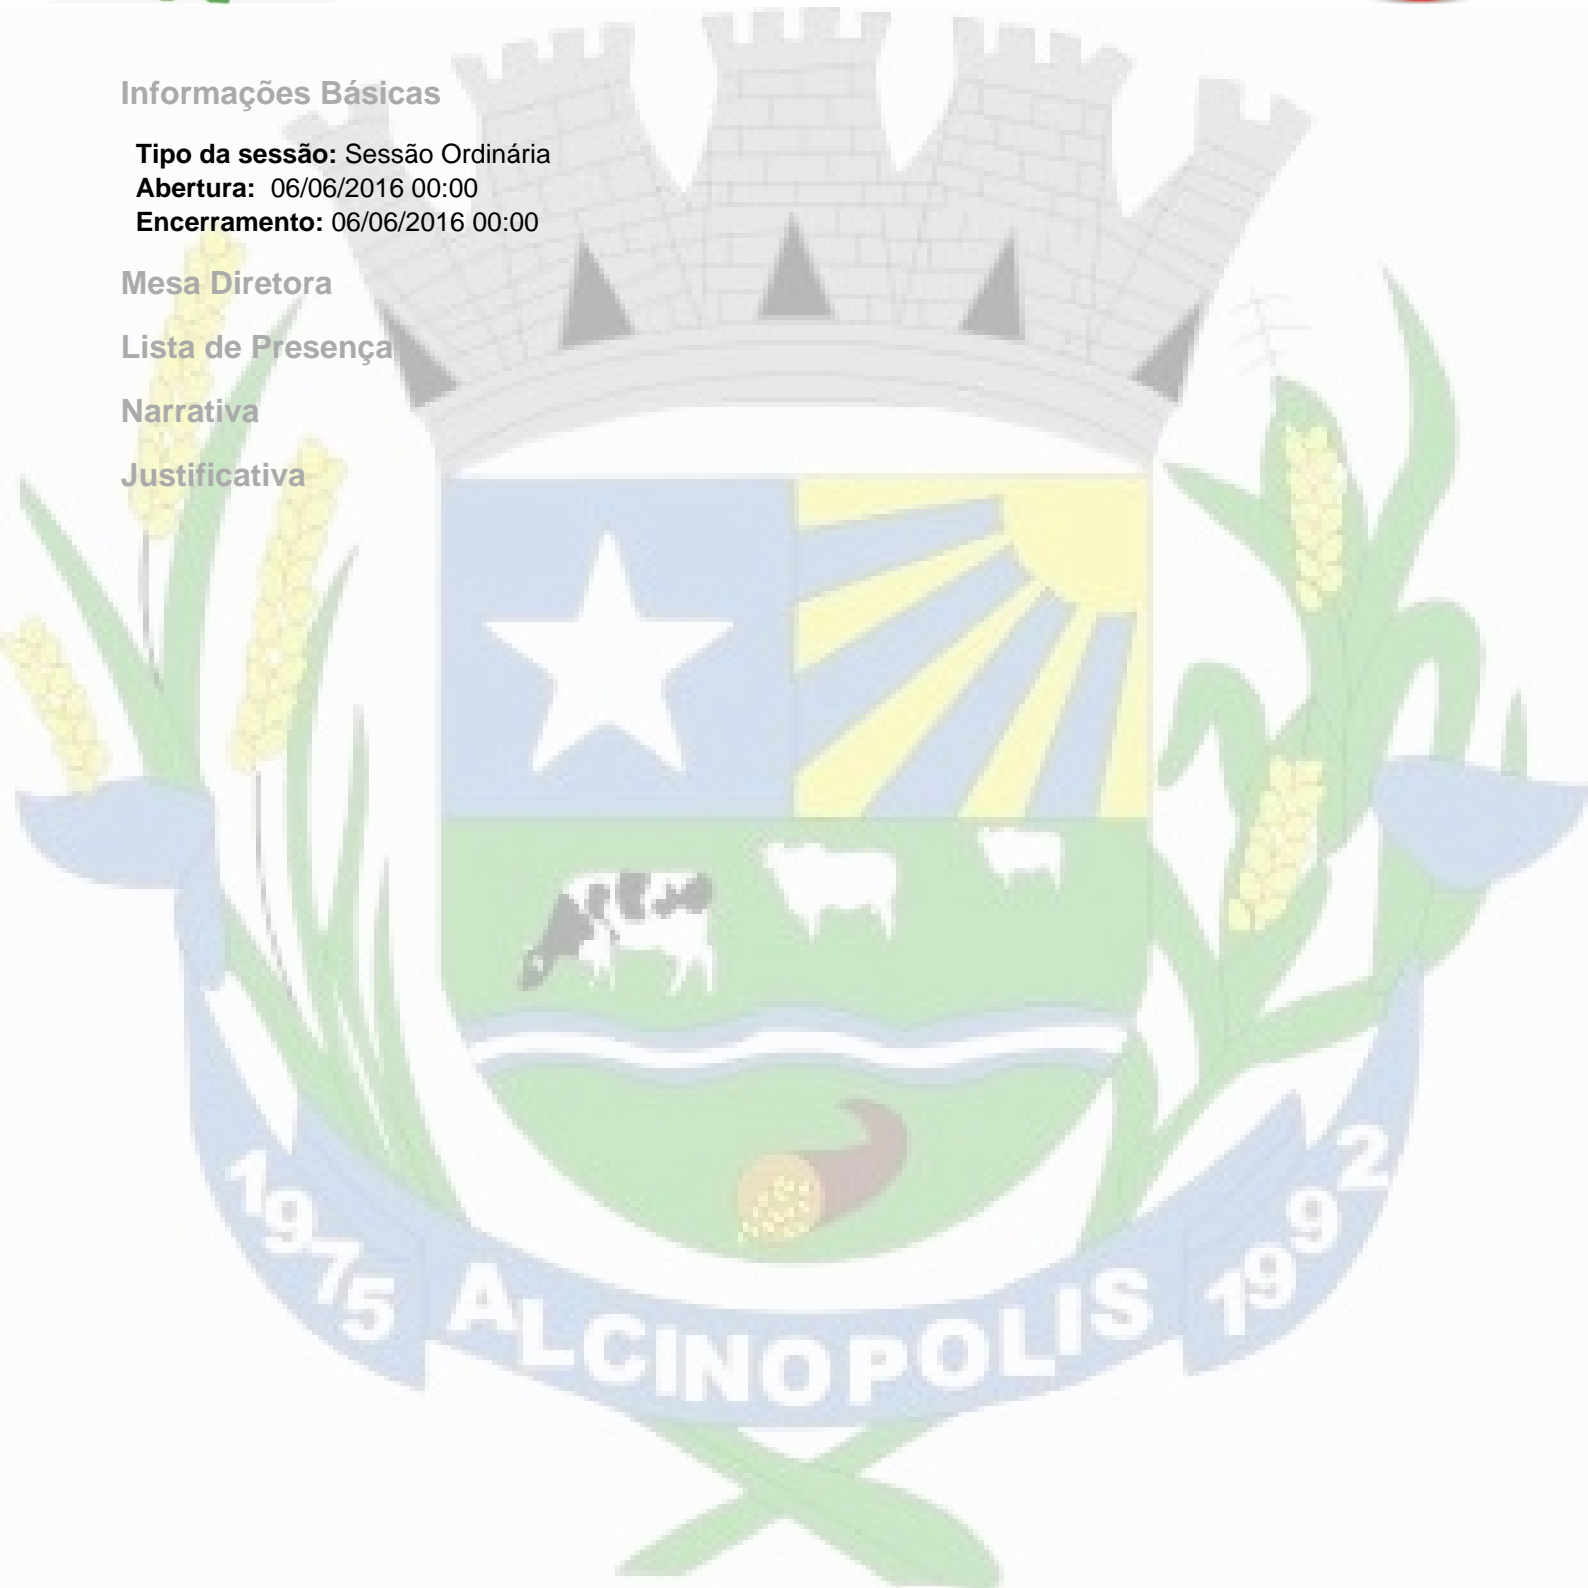 Informações Básicas
Tipo da sessão: Sessão Ordinária
Abertura: 06/06/2016 00:00
Encerramento: 06/06/2016 00:00
Mesa Diretora
Lista de Presença
Narrativa
Justificativa
1975 ALCINOPOLIS 1992